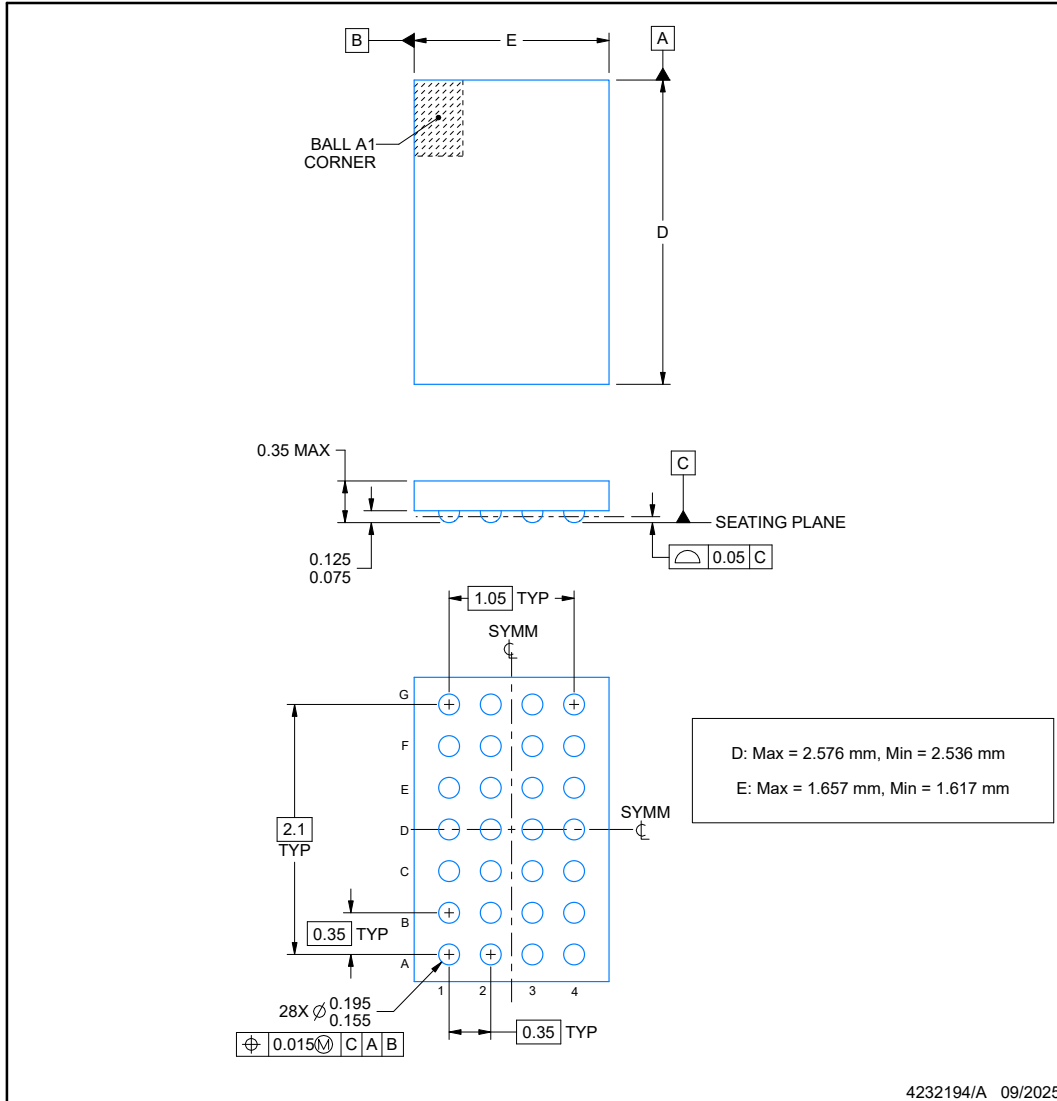 B
E
A
BALL A1
CORNER
D
0.35 MAX
C
SEATING PLANE
0.125
0.075
⌓ 0.05 C
1.05 TYP
SYMM
℄
G
F
E
D
C
B
A
SYMM
℄
2.1
TYP
0.35 TYP
1 2 3 4
28X ⌀ 0.195
0.155
0.35 TYP
⌖ 0.015Ⓜ C A B
D: Max = 2.576 mm, Min = 2.536 mm
E: Max = 1.657 mm, Min = 1.617 mm
4232194/A 09/2025